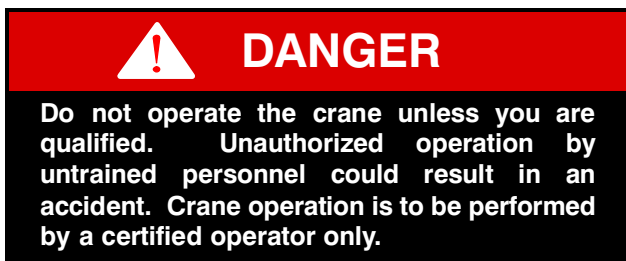 DANGER
Do not operate the crane unless you are
qualified. Unauthorized operation by
untrained personnel could result in an
accident. Crane operation is to be performed
by a certified operator only.